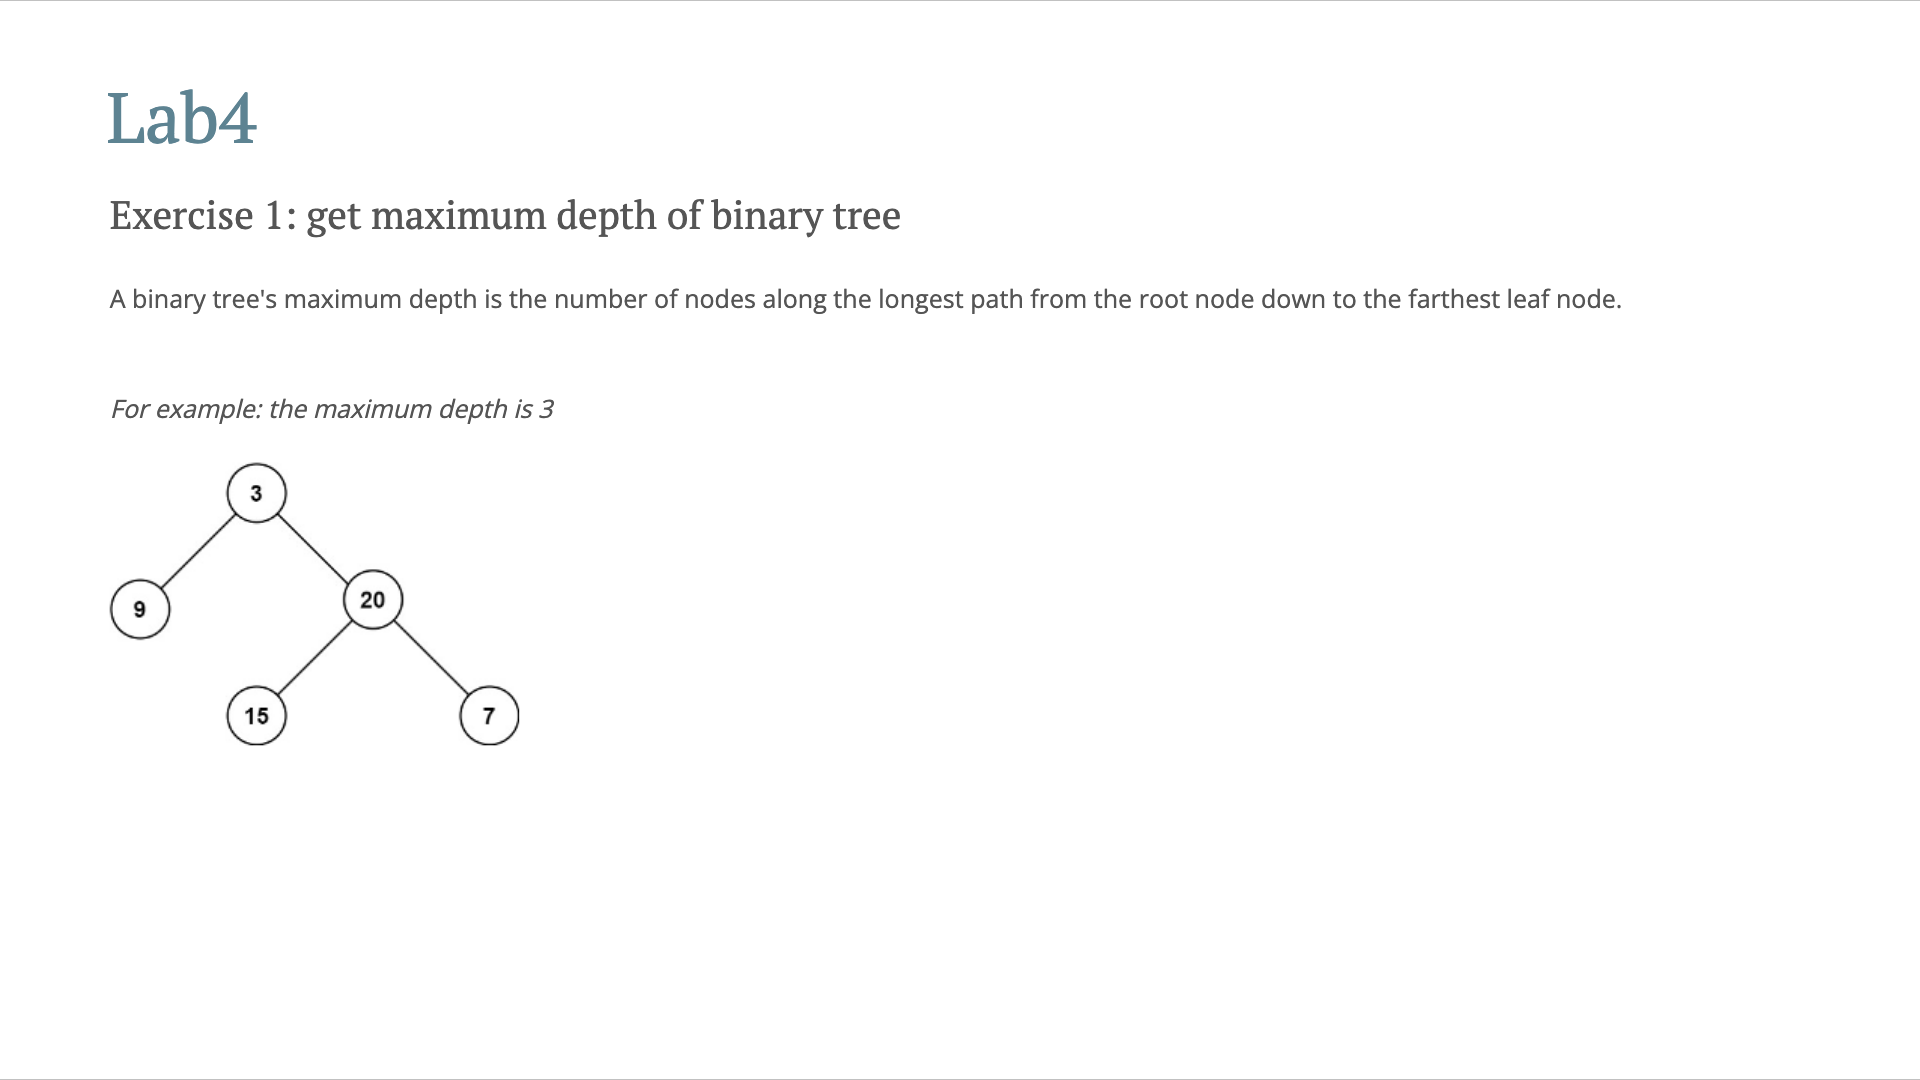 Lab4
Exercise 1: get maximum depth of binary tree
A binary tree's maximum depth is the number of nodes along the longest path from the root node down to the farthest leaf node.
For example: the maximum depth is 3
3
9
20
15
7